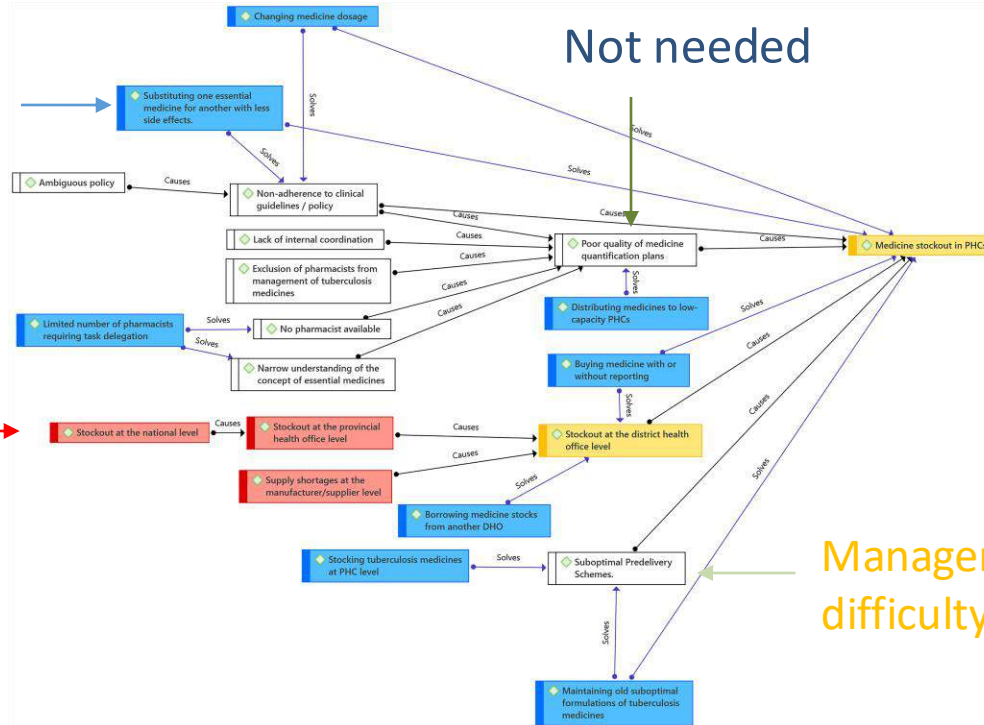 Changing medicine dosage
Not needed
Substituting one essential
medicine for another with less
side effects.
Solves
Solves
Solves
Ambiguous policy
Causes
Non-adherence to clinical
guidelines / policy
Causes
Causes
Lack of internal coordination
Causes
Poor quality of medicine
quantification plans
Causes
Medicine stockout in PHCs
Exclusion of pharmacists from
management of tuberculosis
medicines
Causes
Causes
Solves
Solves
Distributing medicines to low-
capacity PHCs
Limited number of pharmacists
requiring task delegation
Solves
No pharmacist available
Causes
Solves
Narrow understanding of the
concept of essential medicines
Buying medicine with or
without reporting
Causes
Solves
Stockout at the national level
Causes
Stockout at the provincial
health office level
Causes
Stockout at the district health
office level
Causes
Supply shortages at the
manufacturer/supplier level
Causes
Solves
Solves
Borrowing medicine stocks
from another DHO
Stocking tuberculosis medicines
at PHC level
Solves
Suboptimal Predelivery
Schemes.
Manager
difficulty
Solves
Maintaining old suboptimal
formulations of tuberculosis
medicines